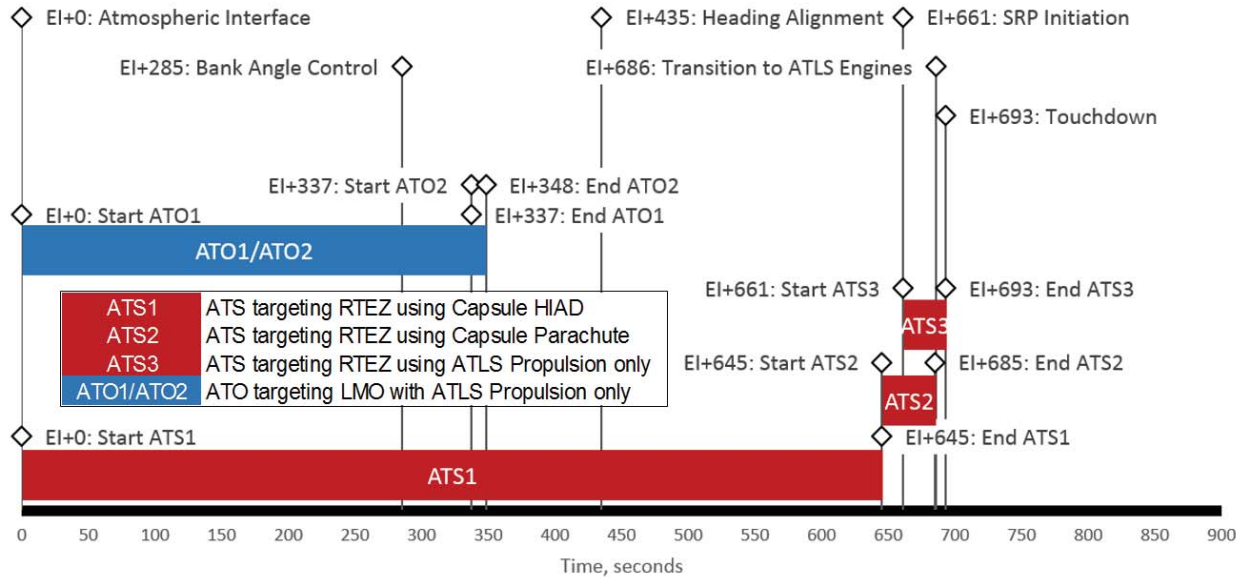 EI+0: Atmospheric Interface
EI+435: Heading Alignment
EI+661: SRP Initiation
EI+285: Bank Angle Control
EI+686: Transition to ATLS Engines
EI+693: Touchdown
EI+337: Start ATO2
EI+348: End ATO2
EI+0: Start ATO1
EI+337: End ATO1
ATO1/ATO2
ATS1 ATS targeting RTEZ using Capsule HIAD
ATS2 ATS targeting RTEZ using Capsule Parachute
ATS3 ATS targeting RTEZ using ATLS Propulsion only
ATO1/ATO2 ATO targeting LMO with ATLS Propulsion only
EI+661: Start ATS3
EI+693: End ATS3
ATS3
EI+645: Start ATS2
EI+685: End ATS2
ATS2
EI+0: Start ATS1
EI+645: End ATS1
ATS1
0 50 100 150 200 250 300 350 400 450 500 550 600 650 700 750 800 850 900
Time, seconds